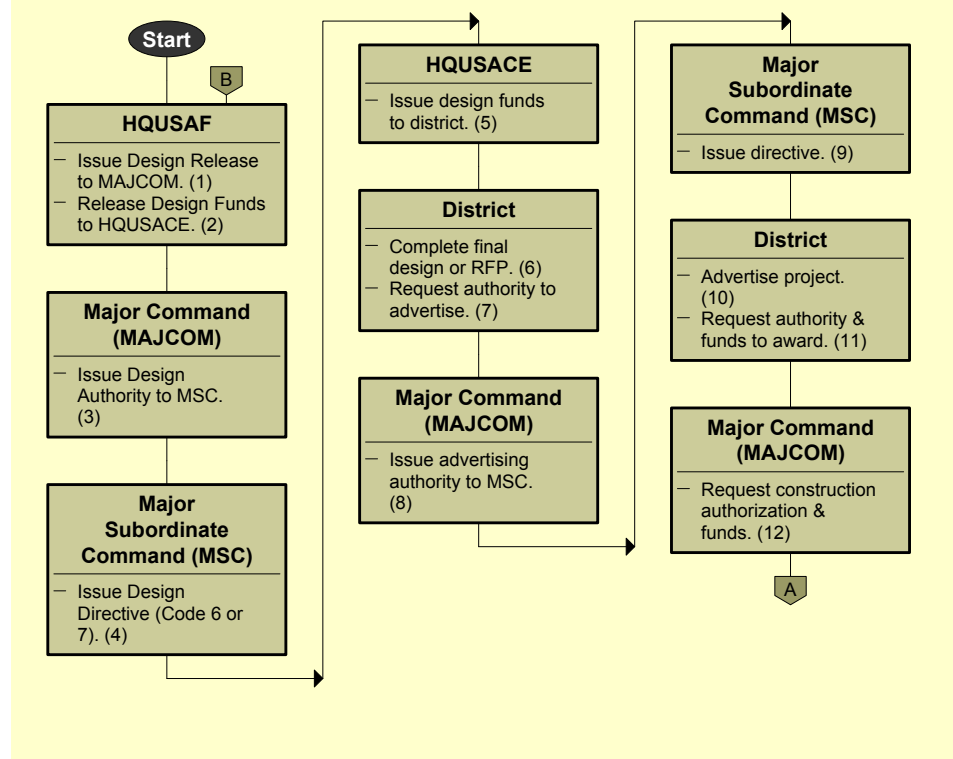 Start
B
HQUSAF
– Issue Design Release
to MAJCOM. (1)
– Release Design Funds
to HQUSACE. (2)
Major Command
(MAJCOM)
– Issue Design
Authority to MSC.
(3)
Major
Subordinate
Command (MSC)
– Issue Design
Directive (Code 6 or
7). (4)
HQUSACE
– Issue design funds
to district. (5)
District
– Complete final
design or RFP. (6)
– Request authority to
advertise. (7)
Major Command
(MAJCOM)
– Issue advertising
authority to MSC.
(8)
Major
Subordinate
Command (MSC)
– Issue directive. (9)
District
– Advertise project.
(10)
– Request authority &
funds to award. (11)
Major Command
(MAJCOM)
– Request construction
authorization &
funds. (12)
A